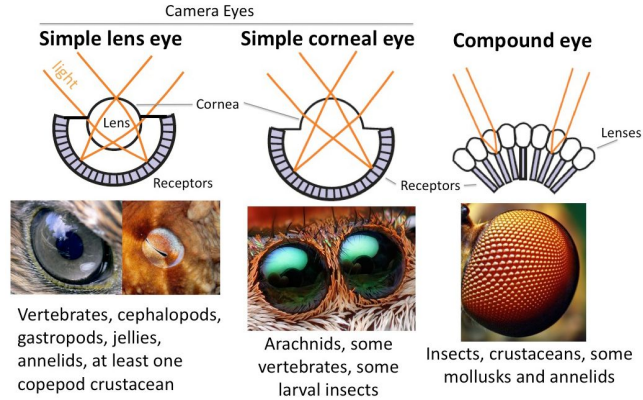 Camera Eyes
Simple lens eye
Simple corneal eye
Compound eye
light
Cornea
Lens
Lenses
Receptors
Receptors
Vertebrates, cephalopods,
gastropods, jellies,
annelids, at least one
copepod crustacean
Arachnids, some
vertebrates, some
larval insects
Insects, crustaceans, some
mollusks and annelids